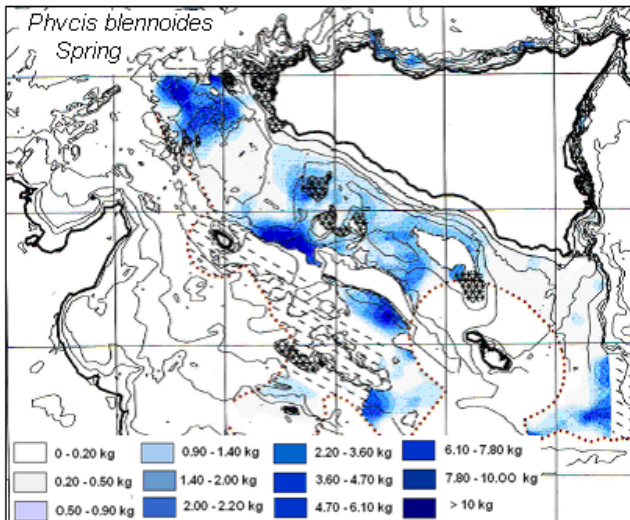 Phycis blennoides
Spring
0 - 0.20 kg
0.90 - 1.40 kg
2.20 - 3.60 kg
6.10 - 7.80 kg
0.20 - 0.50 kg
1.40 - 2.00 kg
3.60 - 4.70 kg
7.80 - 10.00 kg
0.50 - 0.90 kg
2.00 - 2.20 kg
4.70 - 6.10 kg
> 10 kg